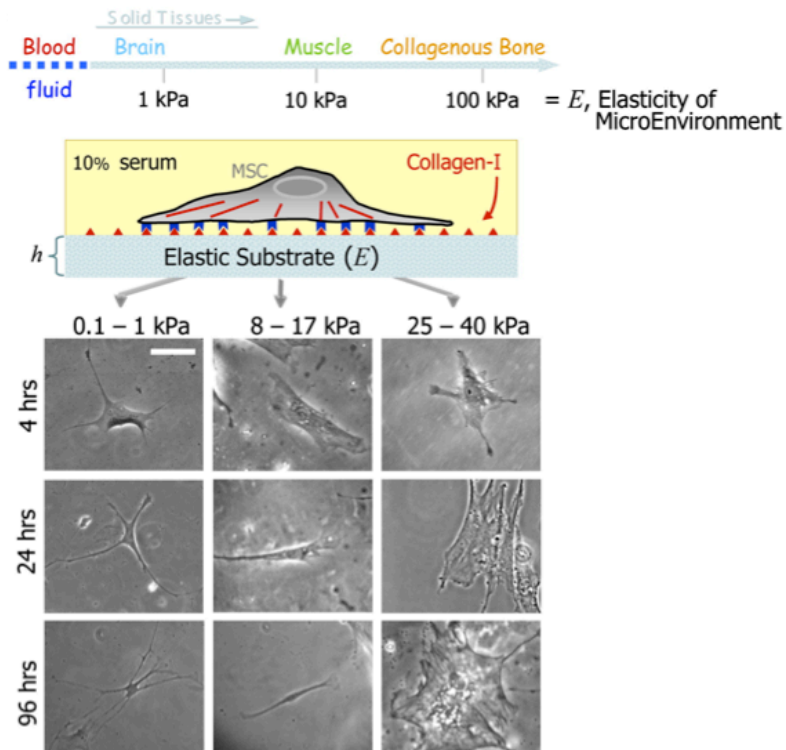 Solid Tissues
Blood Brain Muscle Collagenous Bone
fluid
1 kPa 10 kPa 100 kPa = E, Elasticity of
MicroEnvironment
10% serum MSC Collagen-I
h Elastic Substrate (E)
0.1 – 1 kPa 8 – 17 kPa 25 – 40 kPa
4 hrs
24 hrs
96 hrs